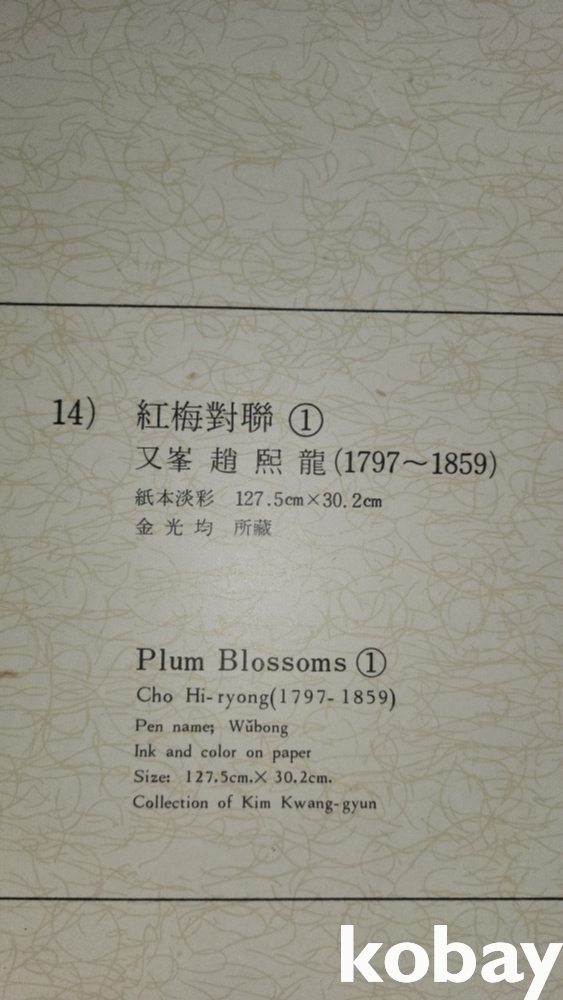 14) 紅梅對聯 ①
又峯 趙熙龍(1797～1859)
紙本淡彩 127.5cm×30.2cm
金光均 所藏
Plum Blossoms ①
Cho Hi-ryong(1797-1859)
Pen name; Wŭbong
Ink and color on paper
Size: 127.5cm.× 30.2cm.
Collection of Kim Kwang-gyun
kobay